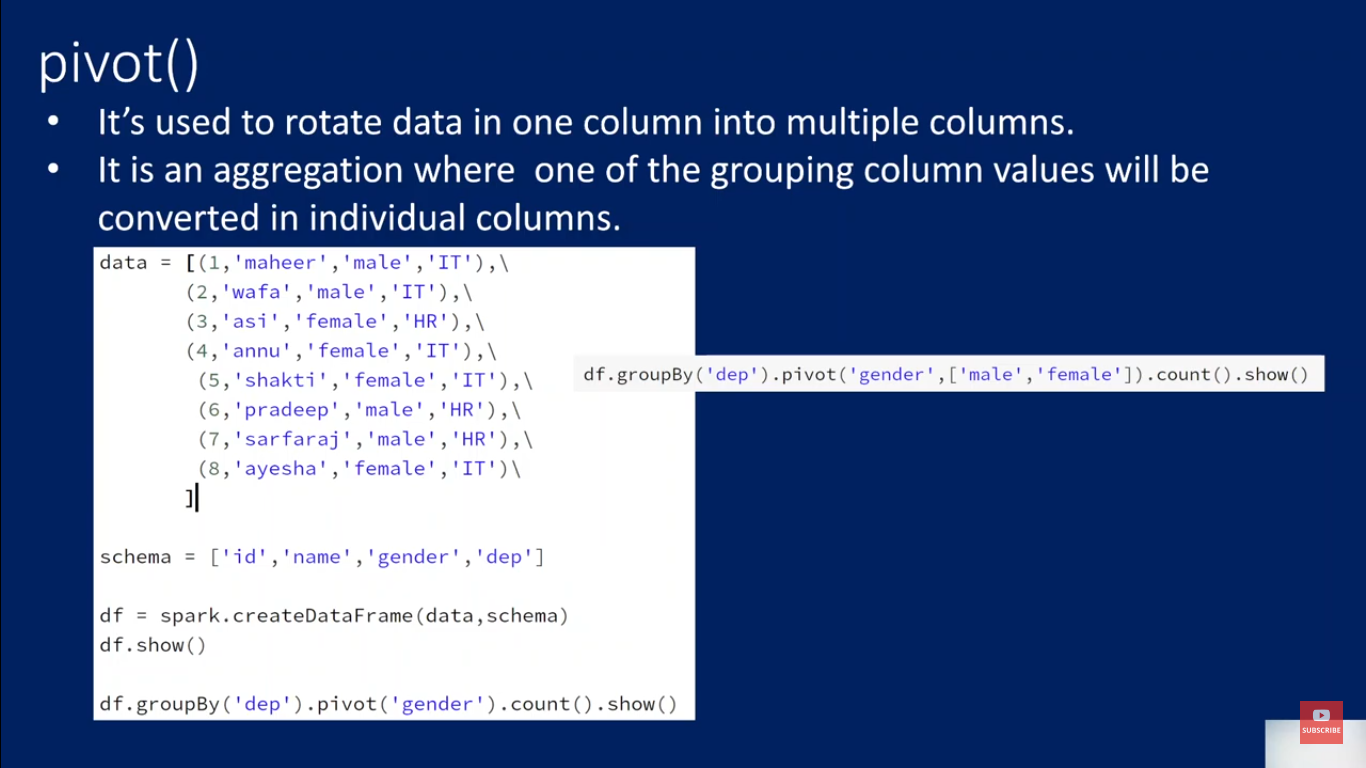 pivot()
• It’s used to rotate data in one column into multiple columns.
• It is an aggregation where  one of the grouping column values will be
converted in individual columns.
data = [(1,'maheer','male','IT'),\
(2,'wafa','male','IT'),\
(3,'asi','female','HR'),\
(4,'annu','female','IT'),\
(5,'shakti','female','IT'),\
(6,'pradeep','male','HR'),\
(7,'sarfaraj','male','HR'),\
(8,'ayesha','female','IT')\
]
schema = ['id','name','gender','dep']
df = spark.createDataFrame(data,schema)
df.show()
df.groupBy('dep').pivot('gender').count().show()
df.groupBy('dep').pivot('gender',['male','female']).count().show()
SUBSCRIBE